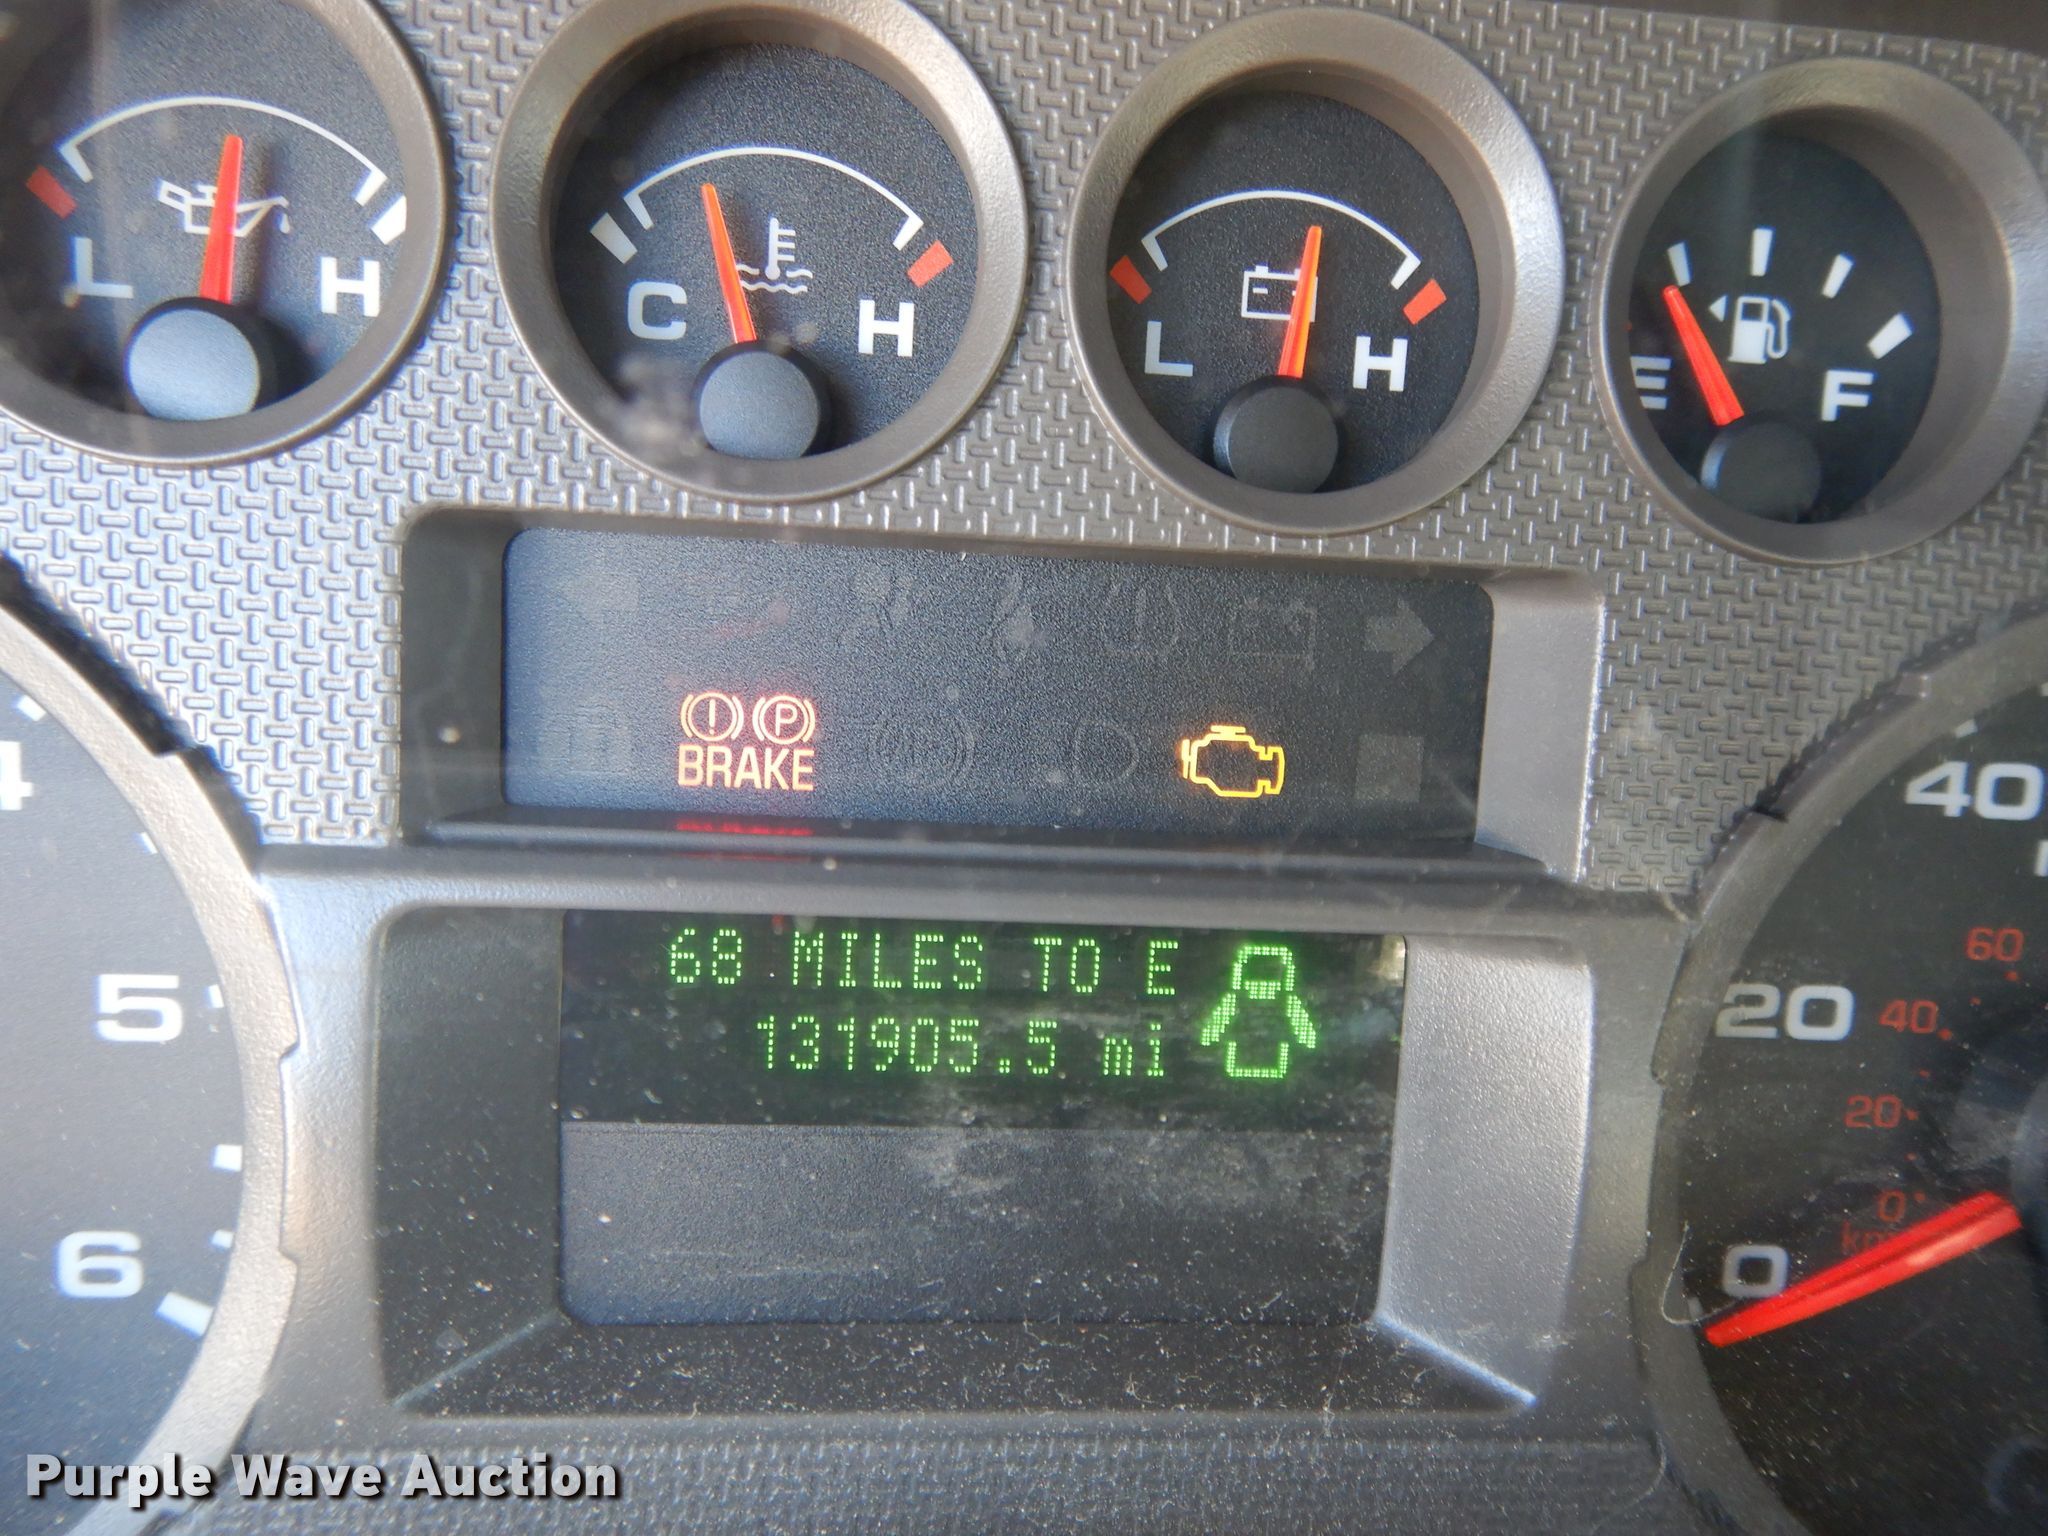 L H
C H
L H
E F
P
BRAKE
4
5
6
68 MILES TO E
131905.5 mi
40
20
0
60
40
20
0
Purple Wave Auction